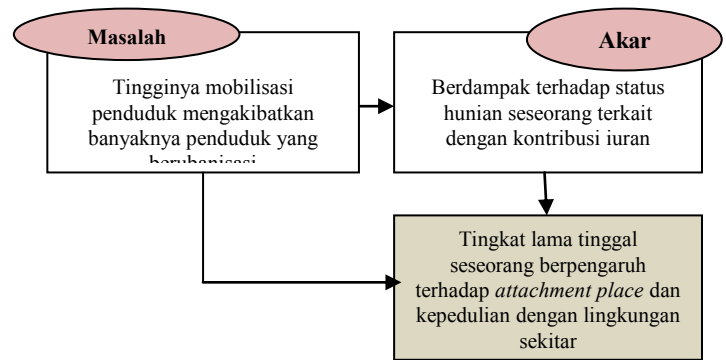 Masalah
Tingginya mobilisasi
penduduk mengakibatkan
banyaknya penduduk yang
berubanisasi
Akar
Berdampak terhadap status
hunian seseorang terkait
dengan kontribusi iuran
Tingkat lama tinggal
seseorang berpengaruh
terhadap attachment place dan
kepedulian dengan lingkungan
sekitar